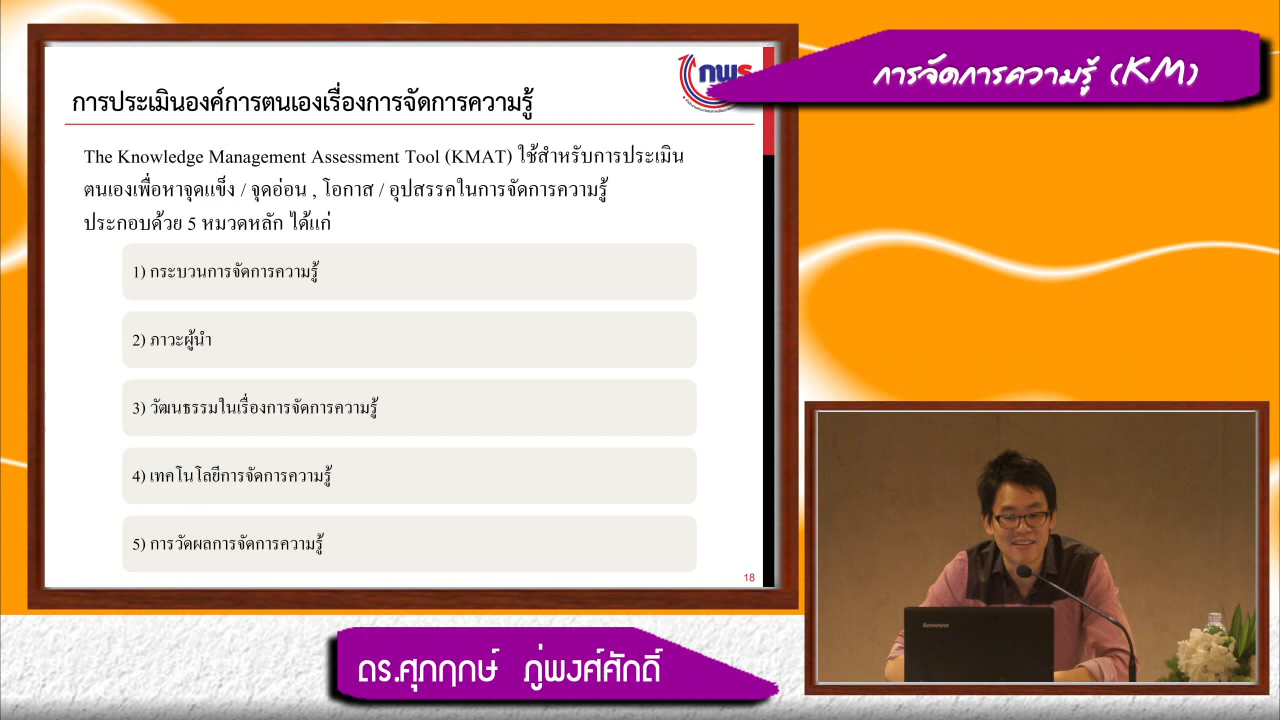 การจัดการความรู้ (KM)
กพร
การประเมินองค์การตนเองเรื่องการจัดการความรู้
The Knowledge Management Assessment Tool (KMAT) ใช้สำหรับการประเมิน
ตนเองเพื่อหาจุดแข็ง / จุดอ่อน , โอกาส / อุปสรรคในการจัดการความรู้
ประกอบด้วย 5 หมวดหลัก ได้แก่
1) กระบวนการจัดการความรู้
2) ภาวะผู้นำ
3) วัฒนธรรมในเรื่องการจัดการความรู้
4) เทคโนโลยีการจัดการความรู้
5) การวัดผลการจัดการความรู้
18
lenovo
ดร.ศุภฤกษ์ ภู่พงศ์ศักดิ์